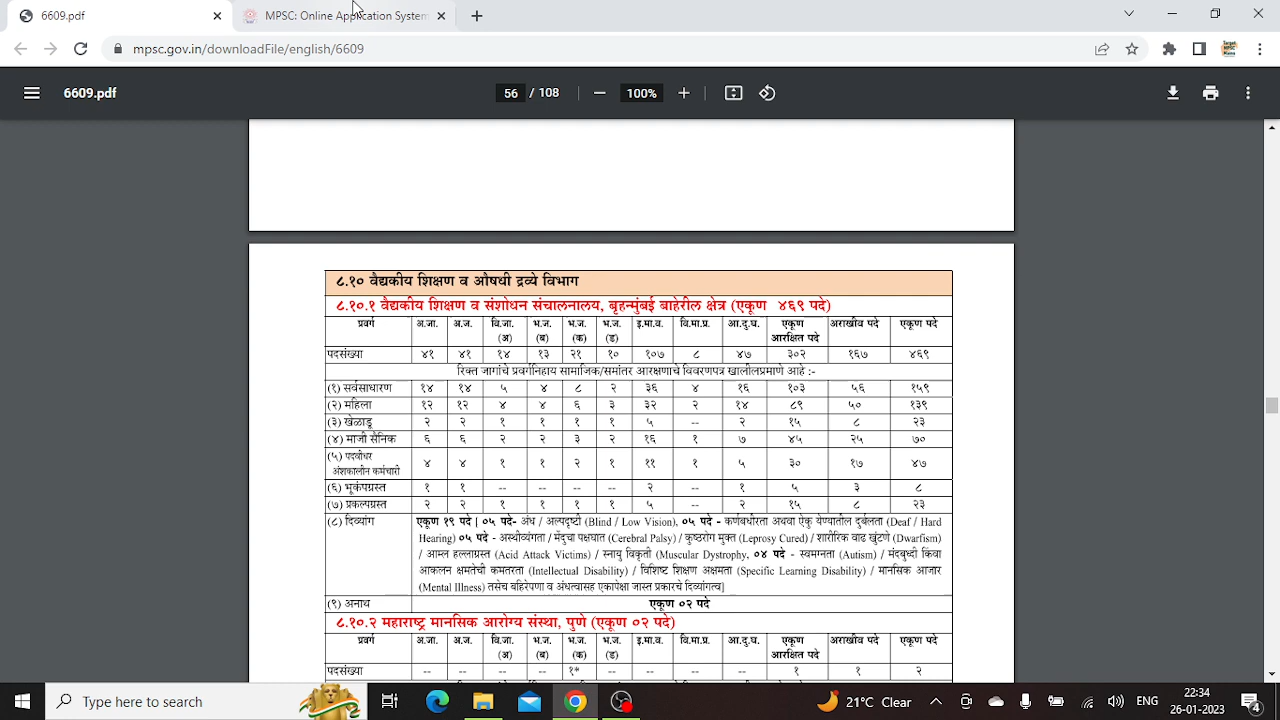 6609.pdf
MPSC: Online Application System
mpsc.gov.in/downloadFile/english/6609
6609.pdf 56 / 108 100%
८.१० वैद्यकीय शिक्षण व औषधी द्रव्ये विभाग
८.१०.१ वैद्यकीय शिक्षण व संशोधन संचालनालय, बृहन्मुंबई बाहेरील क्षेत्र (एकूण ४६९ पदे)
प्रवर्ग अ.जा. अ.ज. वि.जा. (अ) भ.ज. (ब) भ.ज. (क) भ.ज. (ड) इ.मा.व. वि.मा.प्र. आ.दु.घ. एकूण आरक्षित पदे अराखीव पदे एकूण पदे
पदसंख्या ४१ ४१ १४ १३ २१ १० १०७ ८ ४७ ३०२ १६७ ४६९
रिक्त जागांचे प्रवर्गनिहाय सामाजिक/समांतर आरक्षणाचे विवरणपत्र खालीलप्रमाणे आहे :-
(१) सर्वसाधारण १४ १४ ५ ४ ८ २ ३६ ४ १६ १०३ ५६ १५९
(२) महिला १२ १२ ४ ४ ६ ३ ३२ २ १४ ८९ ५० १३९
(३) खेळाडू २ २ १ १ १ १ ५ -- २ १५ ८ २३
(४) माजी सैनिक ६ ६ २ २ ३ २ १६ १ ७ ४५ २५ ७०
(५) पदवीधर अंशकालीन कर्मचारी ४ ४ १ १ २ १ ११ १ ५ ३० १७ ४७
(६) भूकंपग्रस्त १ १ -- -- -- -- २ -- १ ५ ३ ८
(७) प्रकल्पग्रस्त २ २ १ १ १ १ ५ -- २ १५ ८ २३
(८) दिव्यांग एकूण १९ पदे | ०५ पदे- अंध / अल्पदृष्टी (Blind / Low Vision), ०५ पदे - कर्णबधीरता अथवा ऐकु येण्यातील दुर्बलता (Deaf / Hard
Hearing) ०५ पदे - अस्थीव्यंगता / मेंदुचा पक्षघात (Cerebral Palsy) / कुष्ठरोग मुक्त (Leprosy Cured) / शारीरिक वाढ खुंटणे (Dwarfism)
/ आम्ल हल्लाग्रस्त (Acid Attack Victims) / स्नायु विकृती (Muscular Dystrophy, ०४ पदे - स्वमग्नता (Autism) / मंदबुध्दी किंवा
आकलन क्षमतेची कमतरता (Intellectual Disability) / विशिष्ट शिक्षण अक्षमता (Specific Learning Disability) / मानसिक आजार
(Mental Illness) तसेच बहिरेपणा व अंधत्वासह एकापेक्षा जास्त प्रकारचे दिव्यांगत्व]
(९) अनाथ एकूण ०२ पदे
८.१०.२ महाराष्ट्र मानसिक आरोग्य संस्था, पुणे (एकूण ०२ पदे)
प्रवर्ग अ.जा. अ.ज. वि.जा. (अ) भ.ज. (ब) भ.ज. (क) भ.ज. (ड) इ.मा.व. वि.मा.प्र. आ.दु.घ. एकूण आरक्षित पदे अराखीव पदे एकूण पदे
पदसंख्या -- -- -- -- १* -- -- -- -- १ १ २
Type here to search
21°C Clear
ENG
22:34
26-01-2023
4